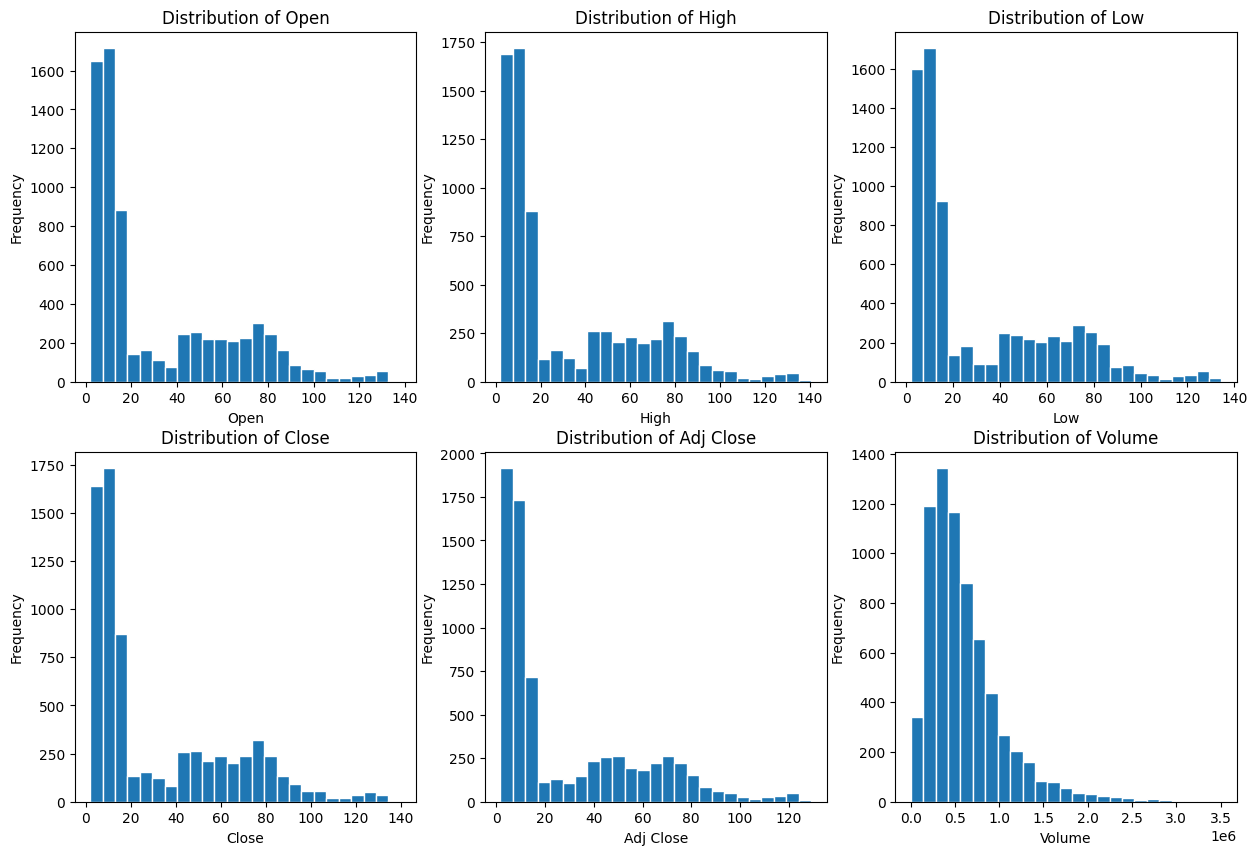 Distribution of Open
Frequency
1600
1400
1200
1000
800
600
400
200
0
0 20 40 60 80 100 120 140
Open
Distribution of High
Frequency
1750
1500
1250
1000
750
500
250
0
0 20 40 60 80 100 120 140
High
Distribution of Low
Frequency
1600
1400
1200
1000
800
600
400
200
0
0 20 40 60 80 100 120 140
Low
Distribution of Close
Frequency
1750
1500
1250
1000
750
500
250
0
0 20 40 60 80 100 120 140
Close
Distribution of Adj Close
Frequency
2000
1750
1500
1250
1000
750
500
250
0
0 20 40 60 80 100 120
Adj Close
Distribution of Volume
Frequency
1400
1200
1000
800
600
400
200
0
0.0 0.5 1.0 1.5 2.0 2.5 3.0 3.5
1e6
Volume